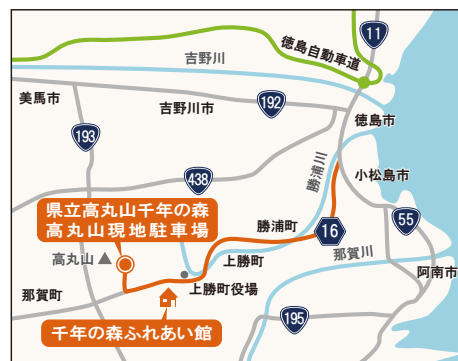 11
徳島自動車道
吉野川
美馬市
吉野川市
192
徳島市
193
438
勝浦川
小松島市
県立高丸山千年の森
高丸山現地駐車場
勝浦町
16
55
高丸山
上勝町
那賀川
那賀町
上勝町役場
阿南市
千年の森ふれあい館
195